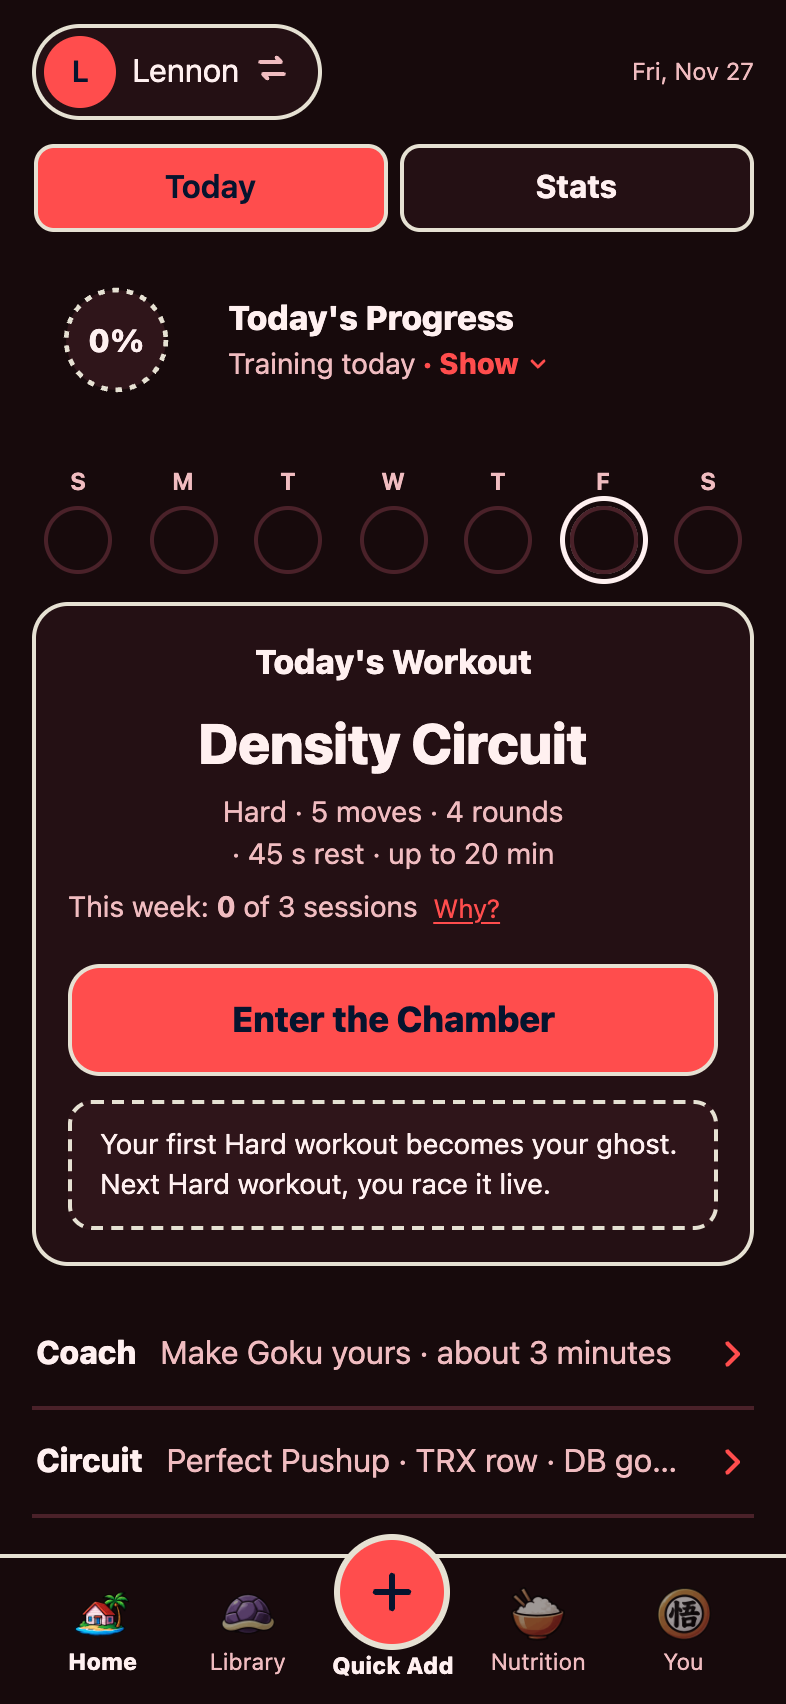 L Lennon
Fri, Nov 27
Today
Stats
0%
Today's Progress
Training today · Show
S M T W T F S
Today's Workout
Density Circuit
Hard · 5 moves · 4 rounds
· 45 s rest · up to 20 min
This week: 0 of 3 sessions Why?
Enter the Chamber
Your first Hard workout becomes your ghost.
Next Hard workout, you race it live.
Coach Make Goku yours · about 3 minutes
Circuit Perfect Pushup · TRX row · DB go...
悟
Home Library Quick Add Nutrition You